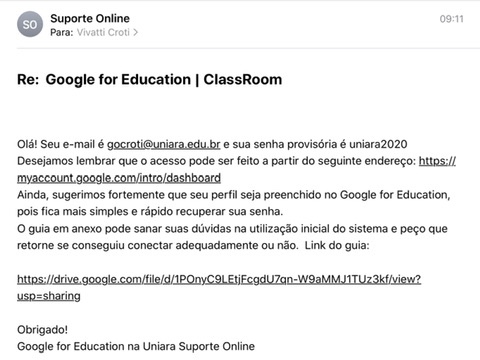 SO
Suporte Online
09:11
Para: Vivatti Croti >
Re: Google for Education | ClassRoom
Olá! Seu e-mail é gocroti@uniara.edu.br e sua senha provisória é uniara2020
Desejamos lembrar que o acesso pode ser feito a partir do seguinte endereço: https://
myaccount.google.com/intro/dashboard
Ainda, sugerimos fortemente que seu perfil seja preenchido no Google for Education,
pois fica mais simples e rápido recuperar sua senha.
O guia em anexo pode sanar suas dúvidas na utilização inicial do sistema e peço que
retorne se conseguiu conectar adequadamente ou não. Link do guia:
https://drive.google.com/file/d/1POnyC9LEtjFcgdU7qn-W9aMMJ1TUz3kf/view?
usp=sharing
Obrigado!
Google for Education na Uniara Suporte Online